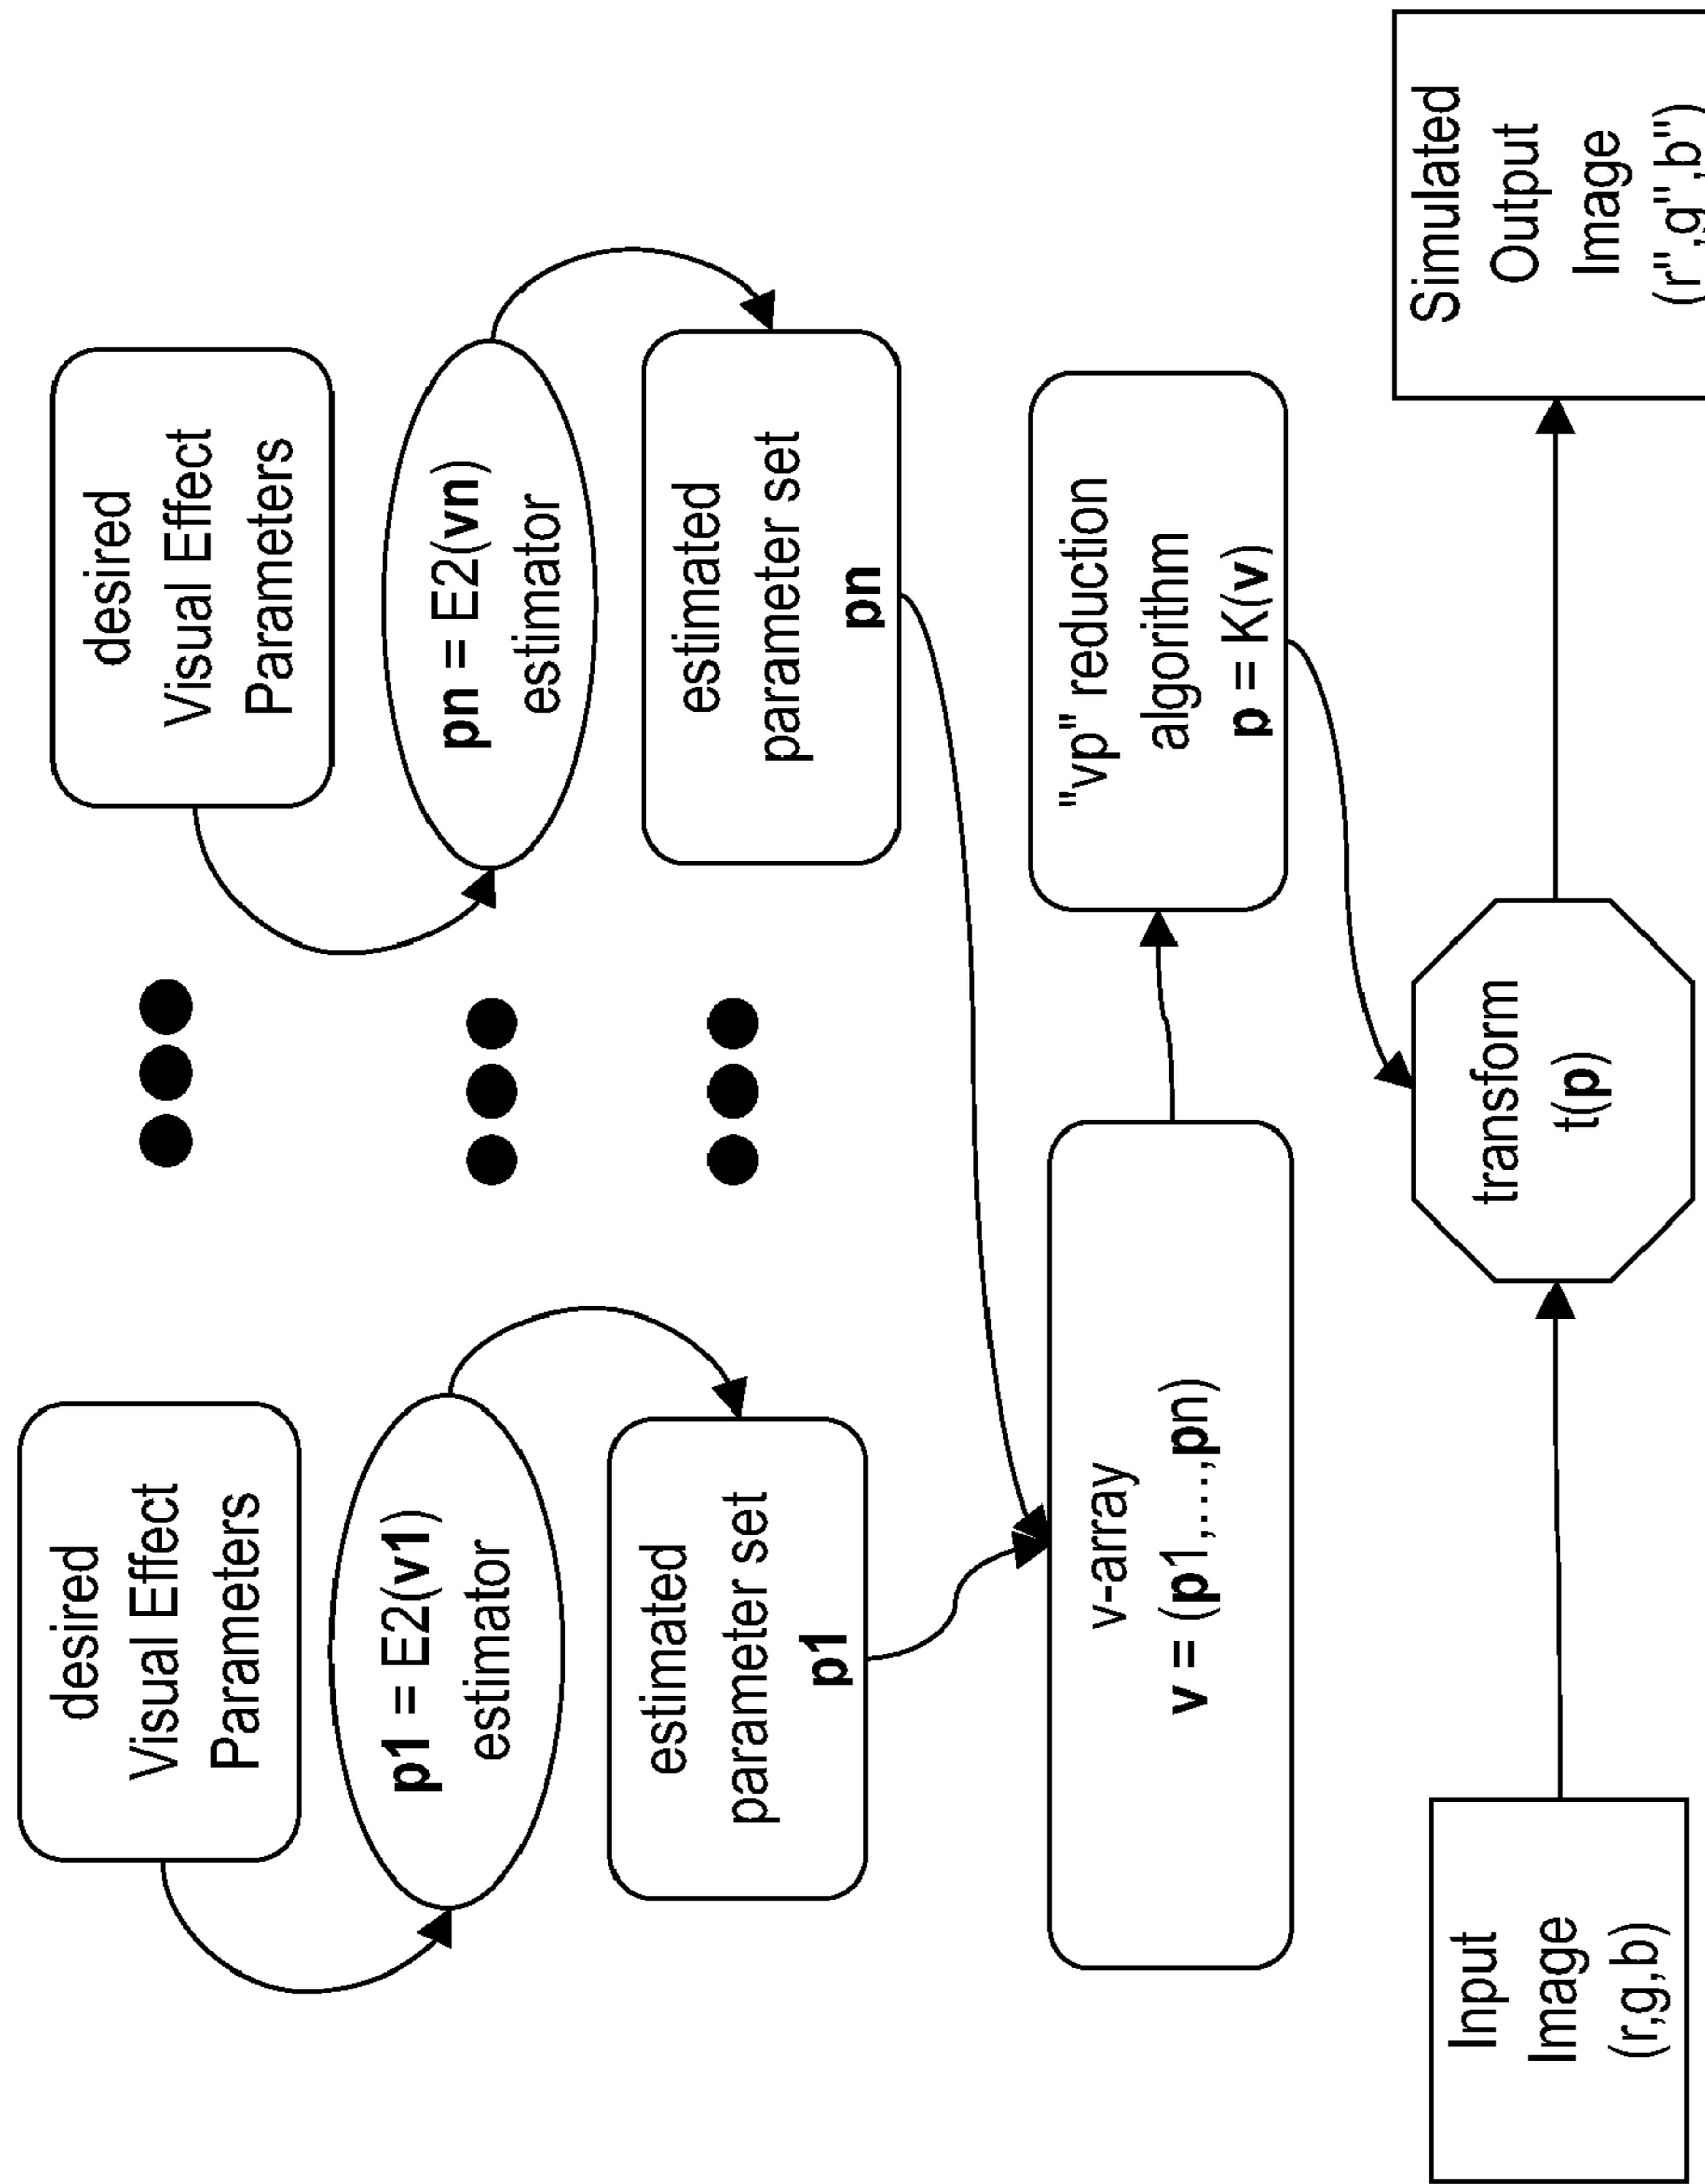 desired
Visual Effect
Parameters
p1 = E2(v1)
estimator
estimated
parameter set
p1
desired
Visual Effect
Parameters
pn = E2(vn)
estimator
estimated
parameter set
pn
v-array
v = (p1,...,pn)
"vp" reduction
algorithm
p = K(v)
Input
Image
(r,g,b)
transform
t(p)
Simulated
Output
Image
(r",g",b")